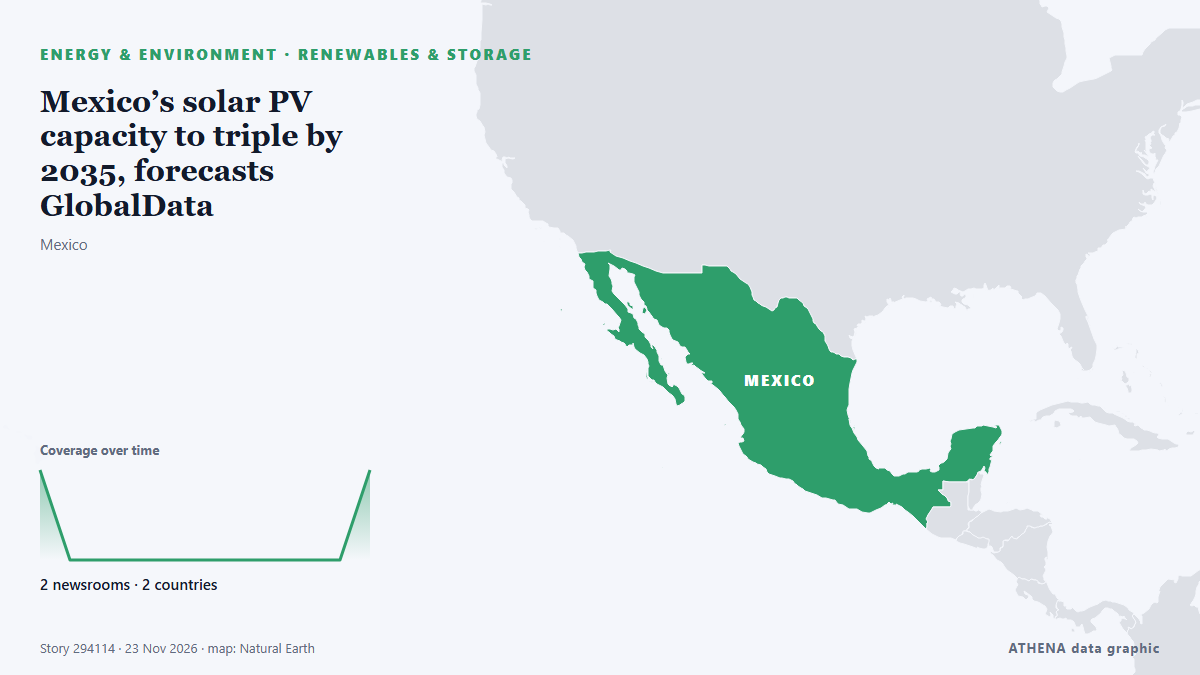 ENERGY & ENVIRONMENT · RENEWABLES & STORAGE
Mexico’s solar PV
capacity to triple by
2035, forecasts
GlobalData
Mexico
MEXICO
Coverage over time
2 newsrooms · 2 countries
Story 294114 · 23 Nov 2026 · map: Natural Earth
ATHENA data graphic